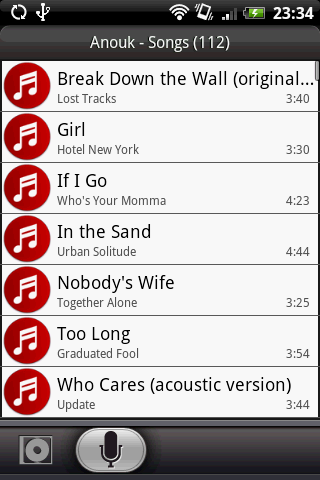 23:34
Anouk - Songs (112)
Break Down the Wall (original...
Lost Tracks 3:40
Girl
Hotel New York 3:30
If I Go
Who's Your Momma 4:23
In the Sand
Urban Solitude 4:44
Nobody's Wife
Together Alone 3:25
Too Long
Graduated Fool 3:54
Who Cares (acoustic version)
Update 3:44